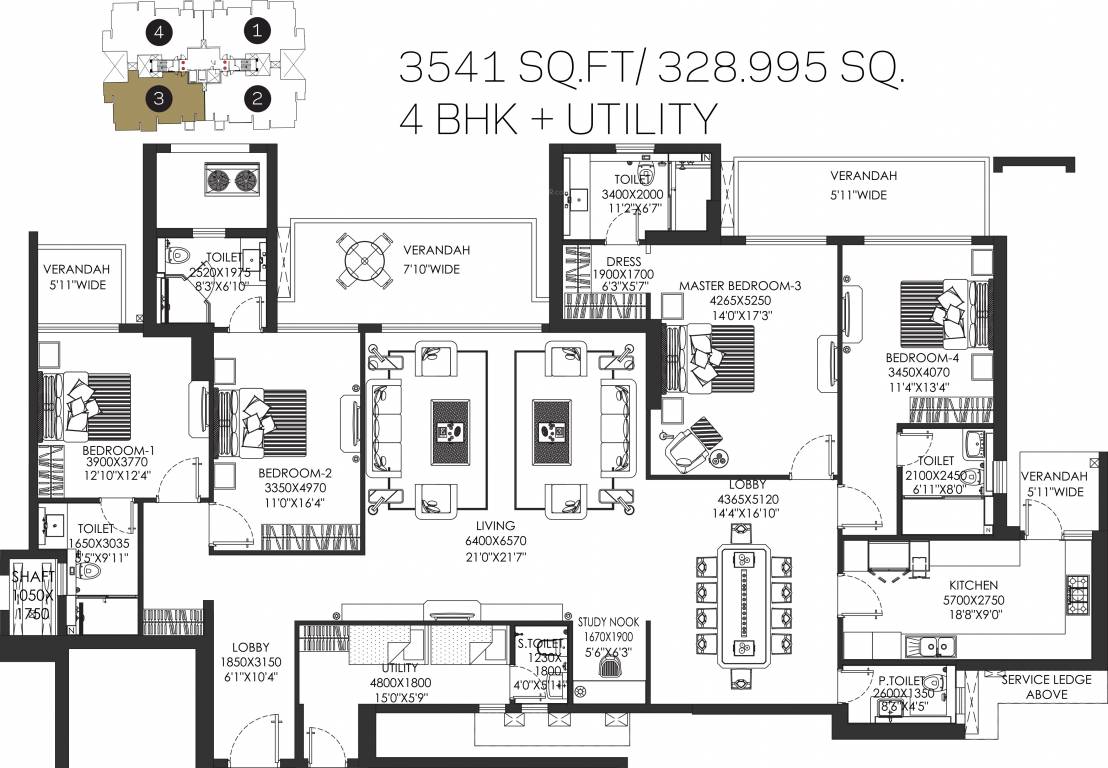 4
1
3
2
3541 SQ.FT/ 328.995 SQ.
4 BHK + UTILITY
VERANDAH
5'11"WIDE
TOILET
2520X1975
8'3"X6'10"
VERANDAH
7'10"WIDE
TOILET
3400X2000
11'2"X6'7"
N
VERANDAH
5'11"WIDE
DRESS
1900X1700
6'3"X5'7"
MASTER BEDROOM-3
4265X5250
14'0"X17'3"
BEDROOM-4
3450X4070
11'4"X13'4"
BEDROOM-1
3900X3770
12'10"X12'4"
BEDROOM-2
3350X4970
11'0"X16'4"
LIVING
6400X6570
21'0"X21'7"
LOBBY
4365X5120
14'4"X16'10"
TOILET
2100X2450
6'11"X8'0"
N
VERANDAH
5'11"WIDE
TOILET
1650X3035
5'5"X9'11"
N
SHAFT
1050X
1750
KITCHEN
5700X2750
18'8"X9'0"
LOBBY
1850X3150
6'1"X10'4"
UTILITY
4800X1800
15'0"X5'9"
S.TOILET
1230X
1800
4'0"X5'11"
STUDY NOOK
1670X1900
5'6"X6'3"
P.TOILET
2600X1350
8'6"X4'5"
SERVICE LEDGE
ABOVE